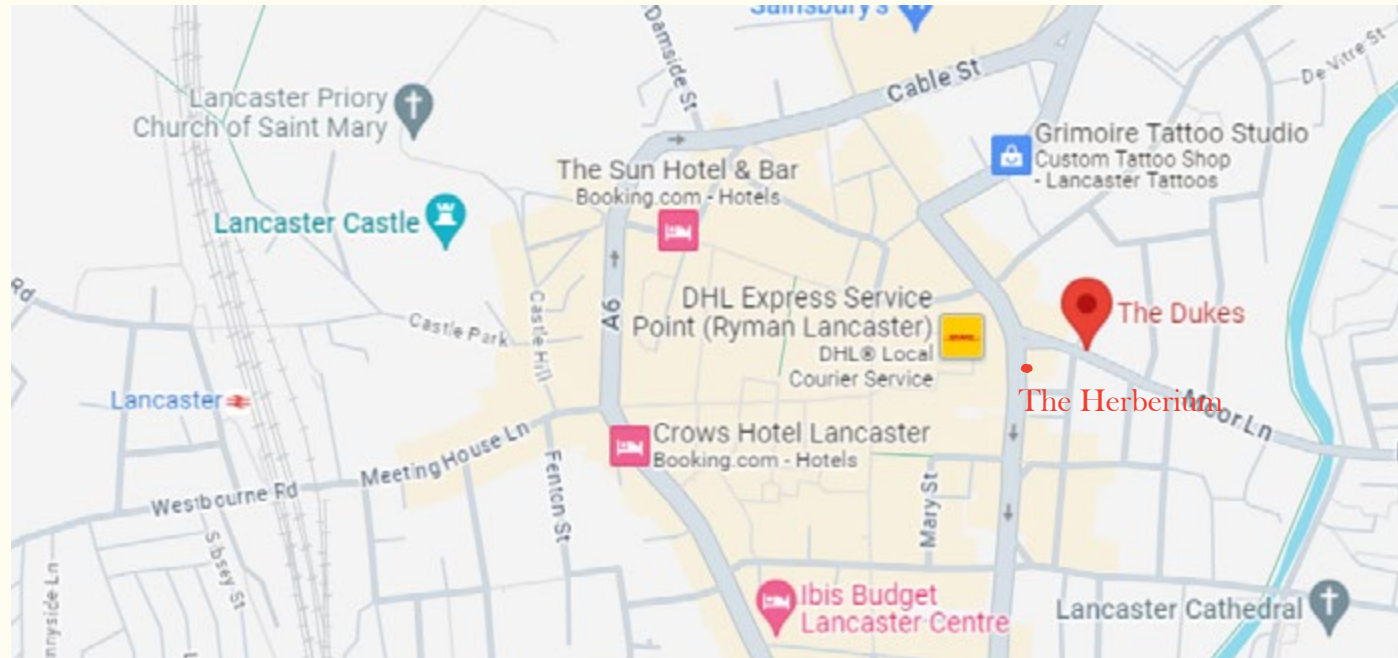 Sainsbury's
Damside St
Cable St
De Vitre St
Lancaster Priory
Church of Saint Mary
Grimoire Tattoo Studio
Custom Tattoo Shop
- Lancaster Tattoos
The Sun Hotel & Bar
Booking.com - Hotels
Lancaster Castle
Rd
Castle Park
Castle Hill
A6
DHL Express Service
Point (Ryman Lancaster)
DHL® Local
Courier Service
The Dukes
Lancaster
The Herberium
Moor Ln
Crows Hotel Lancaster
Booking.com - Hotels
Meeting House Ln
Westbourne Rd
Fenton St
Mary St
Sibsey St
nnyside Ln
Ibis Budget
Lancaster Centre
Lancaster Cathedral